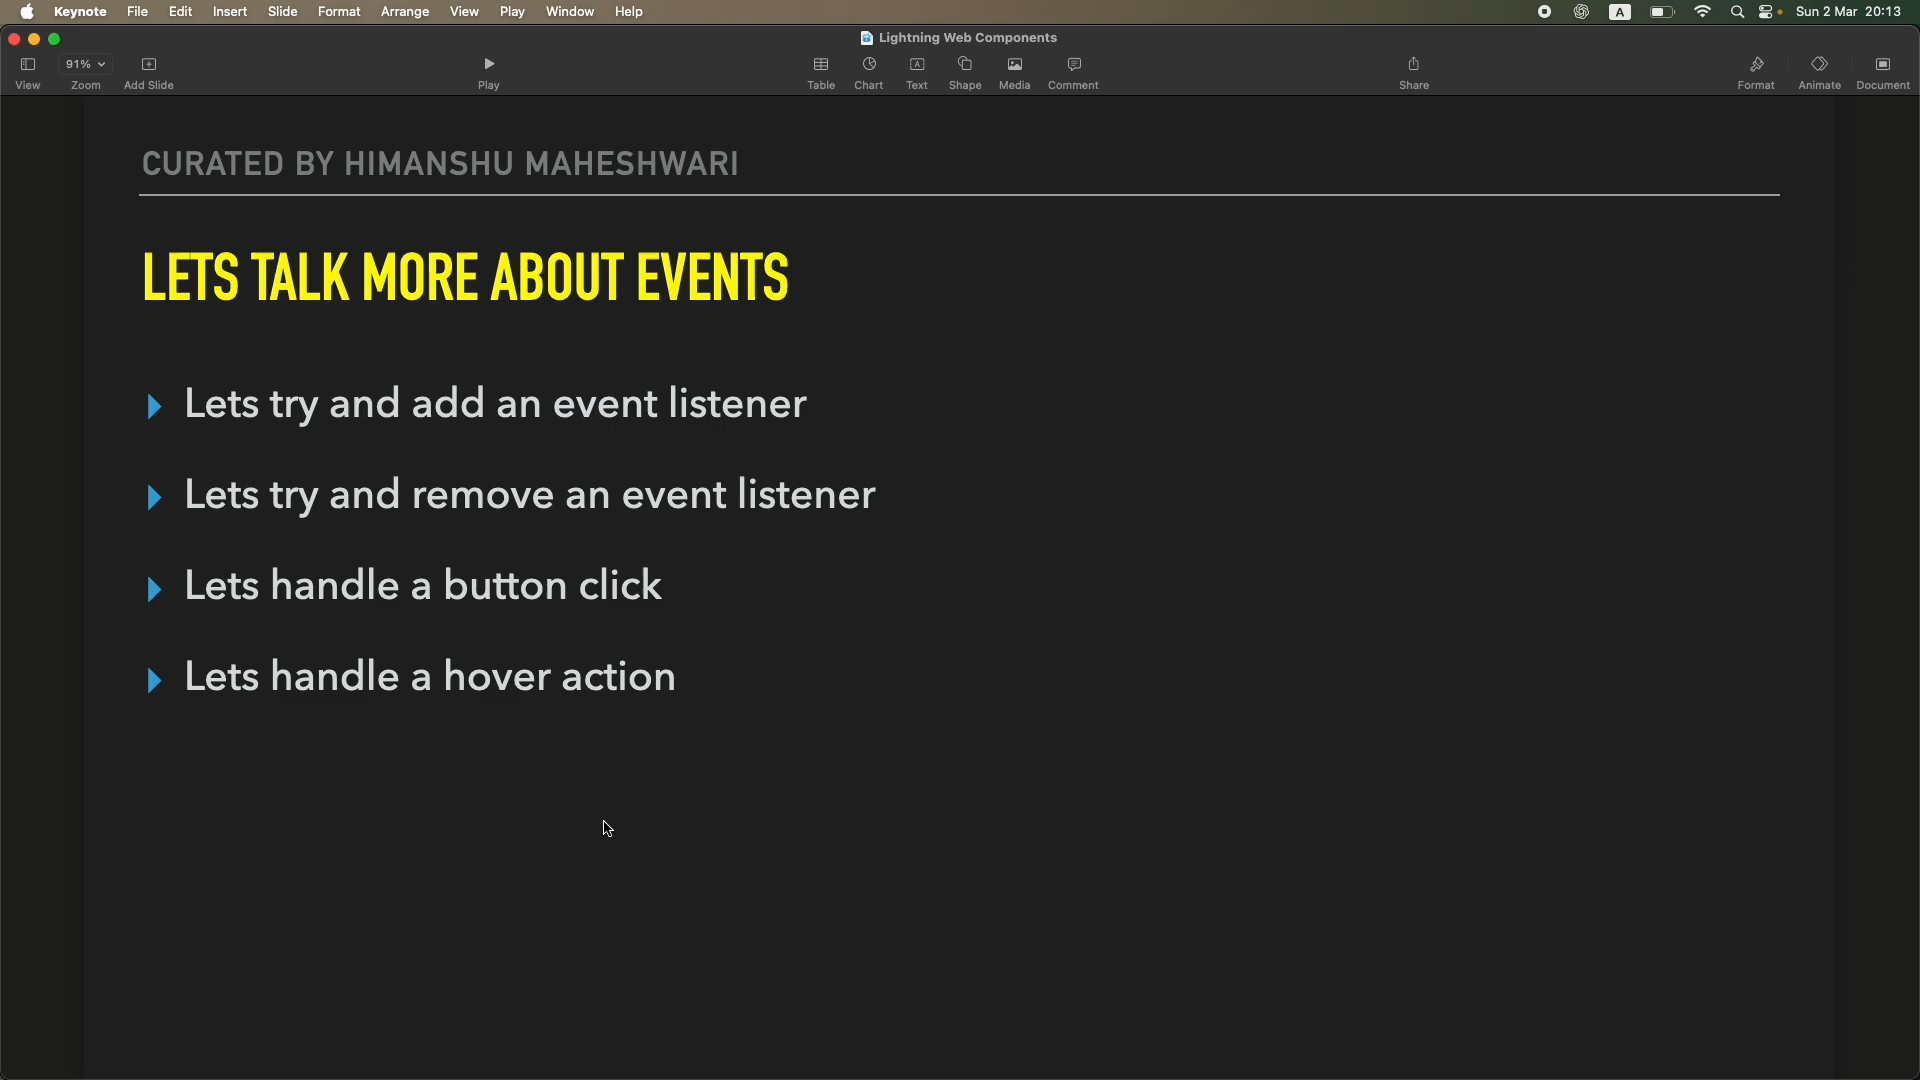 Keynote File Edit Insert Slide Format Arrange View Play Window Help A Sun 2 Mar 20:13
Lightning Web Components
91%
View Zoom Add Slide Play Table Chart Text Shape Media Comment Share Format Animate Document
CURATED BY HIMANSHU MAHESHWARI
LETS TALK MORE ABOUT EVENTS
Lets try and add an event listener
Lets try and remove an event listener
Lets handle a button click
Lets handle a hover action